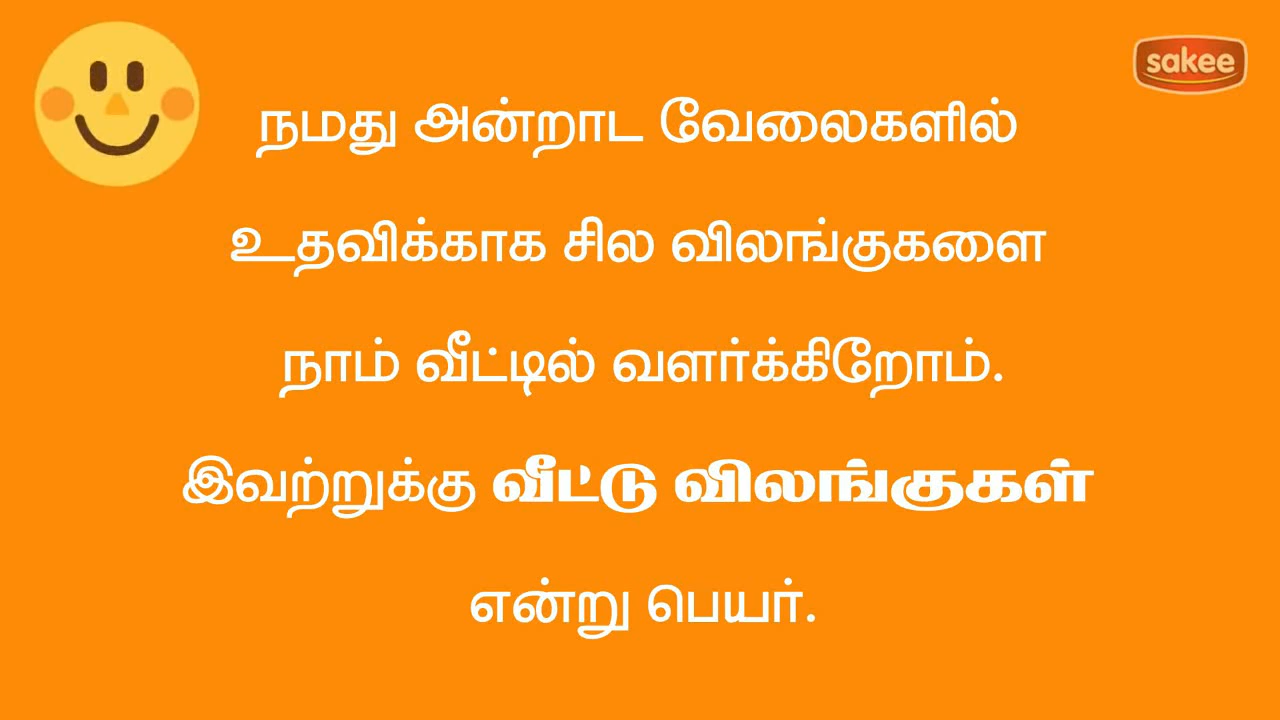 sakee
நமது அன்றாட வேலைகளில்
உதவிக்காக சில விலங்குகளை
நாம் வீட்டில் வளர்க்கிறோம்.
இவற்றுக்கு வீட்டு விலங்குகள்
என்று பெயர்.